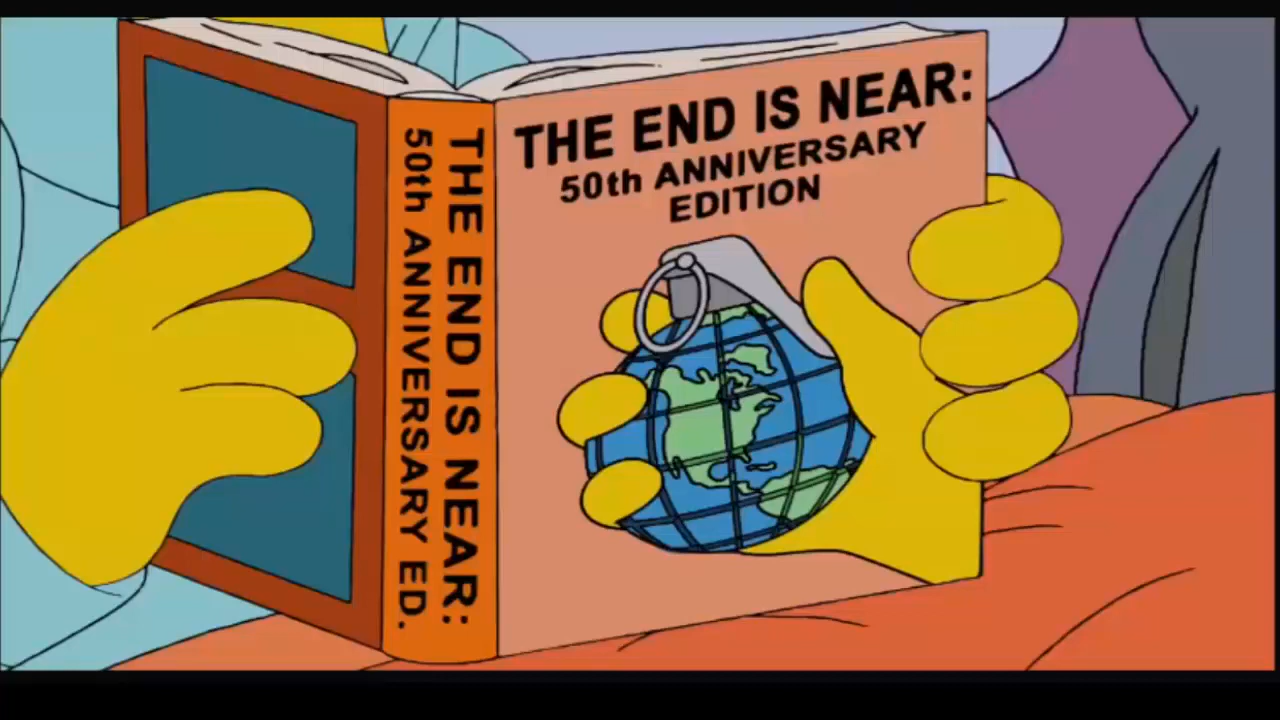 THE END IS NEAR:
50th ANNIVERSARY ED.
THE END IS NEAR:
50th ANNIVERSARY
EDITION